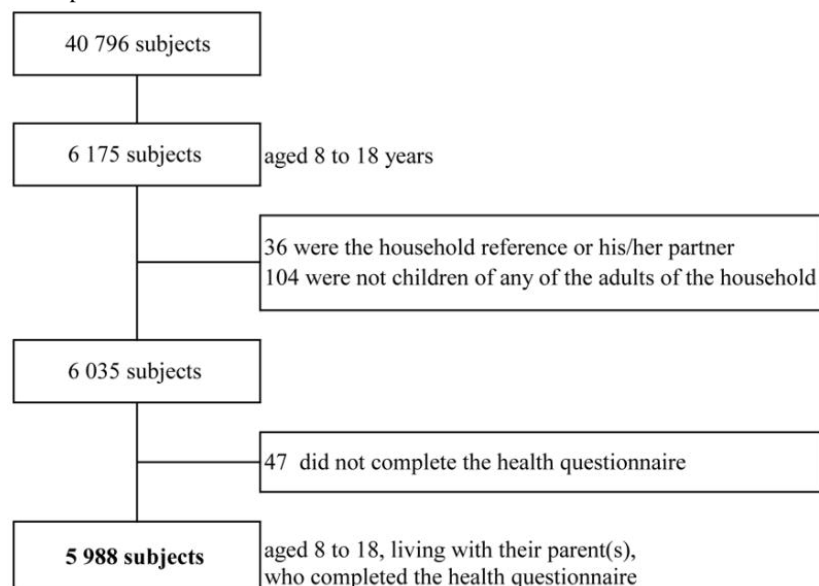 40 796 subjects
6 175 subjects
aged 8 to 18 years
36 were the household reference or his/her partner
104 were not children of any of the adults of the household
6 035 subjects
47 did not complete the health questionnaire
5 988 subjects
aged 8 to 18, living with their parent(s),
who completed the health questionnaire